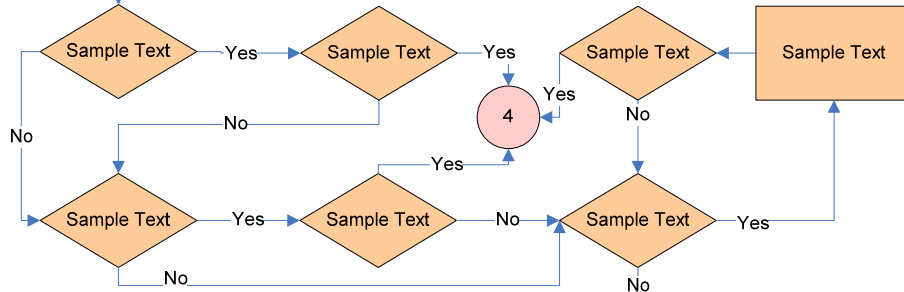 Sample Text
Yes
Sample Text
Yes
Sample Text
Sample Text
Yes
4
No
No
No
Yes
Sample Text
Yes
Sample Text
No
Sample Text
Yes
No
No